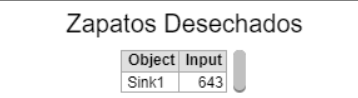 Zapatos Desechados
Object Input
Sink1 643